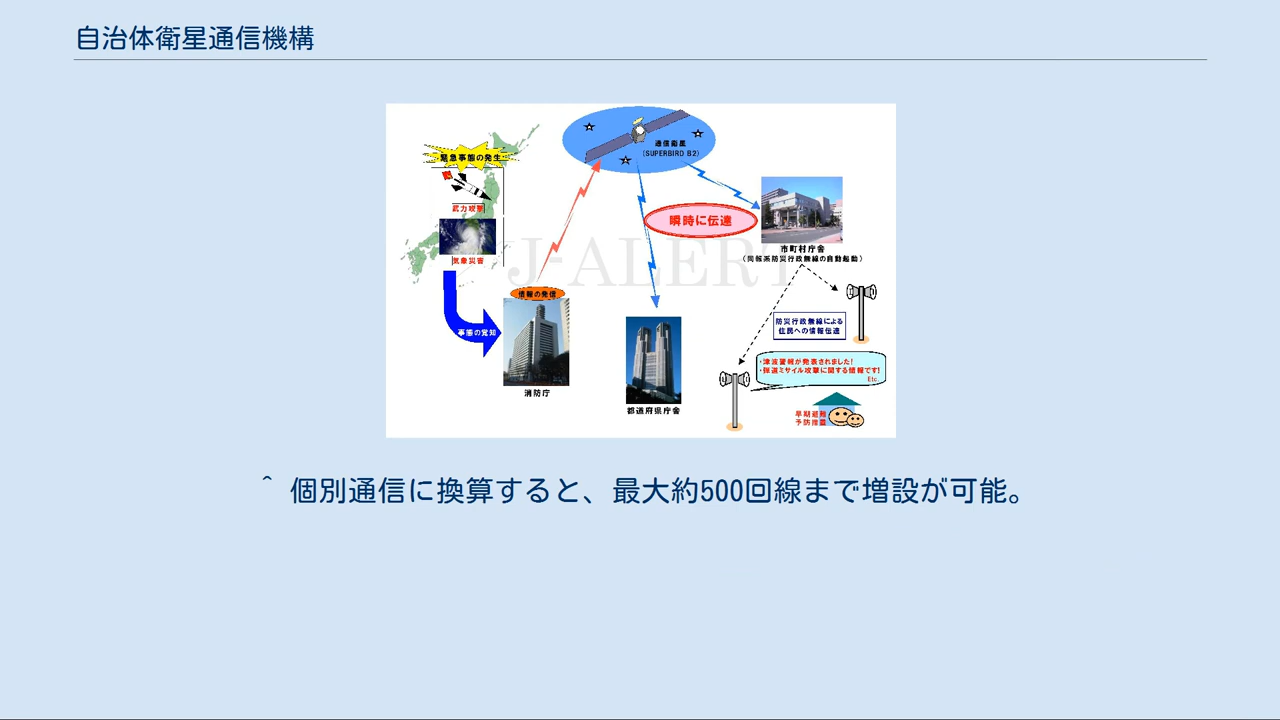 自治体衛星通信機構
緊急事態の発生
武力攻撃
気象災害
事態の覚知
情報の発信
消防庁
通信衛星
(SUPERBIRD B2)
瞬時に伝達
J-ALERT
都道府県庁舎
市町村庁舎
(同報系防災行政無線の自動起動)
防災行政無線による
住民への情報伝達
・津波警報が発表されました!
・弾道ミサイル攻撃に関する情報です!
Etc.
早期避難
予防措置
^ 個別通信に換算すると、最大約500回線まで増設が可能。